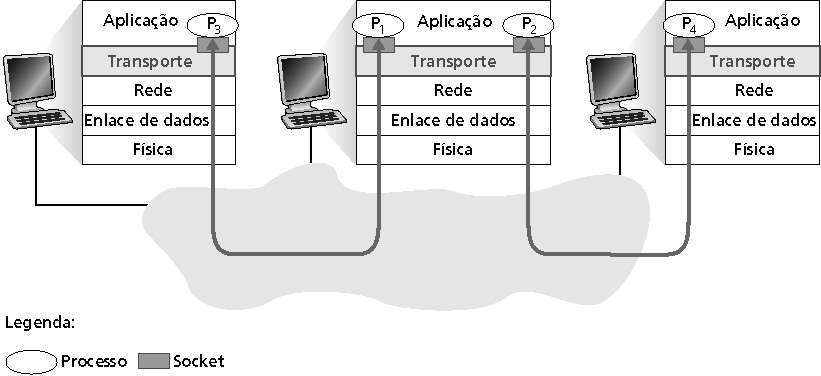 Aplicação P3 P1 Aplicação P2 P4 Aplicação
Transporte Transporte Transporte
Rede Rede Rede
Enlace de dados Enlace de dados Enlace de dados
Física Física Física
Legenda:
Processo Socket